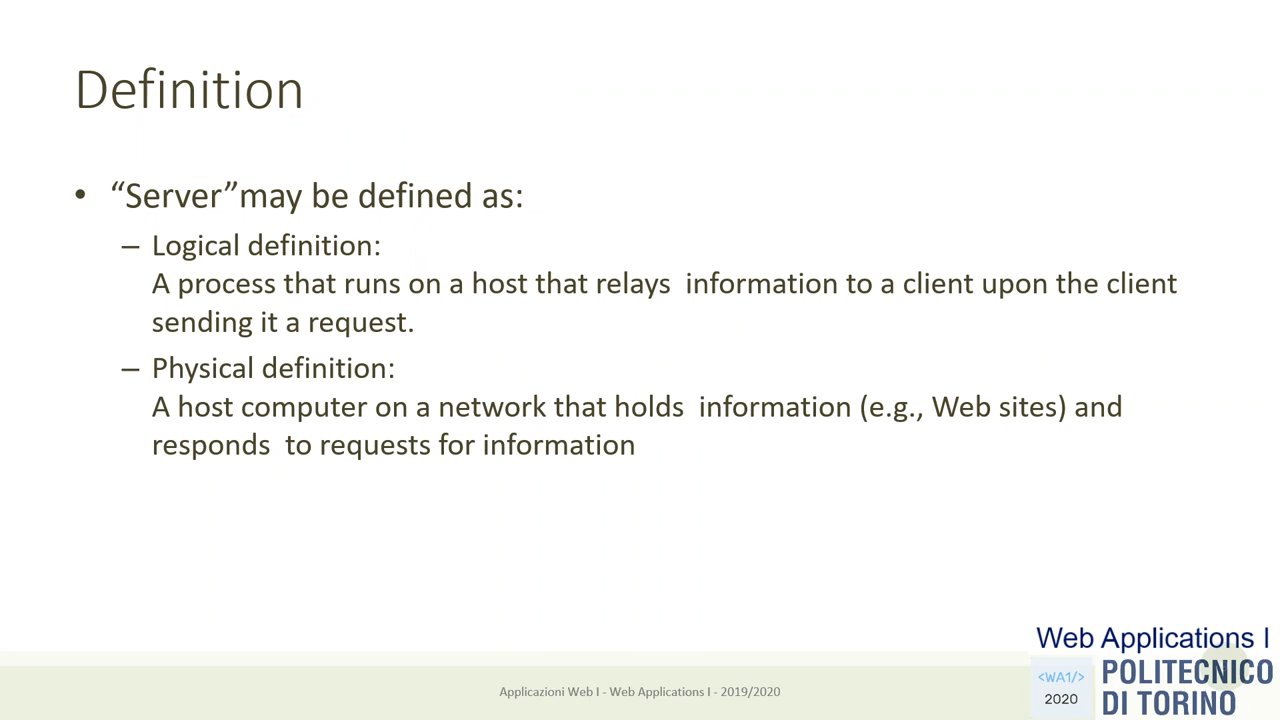 Definition
• “Server”may be defined as:
– Logical definition:
A process that runs on a host that relays  information to a client upon the client
sending it a request.
– Physical definition:
A host computer on a network that holds  information (e.g., Web sites) and
responds  to requests for information
Web Applications I
Applicazioni Web I - Web Applications I - 2019/2020
<WA1/>
2020
POLITECNICO
DI TORINO